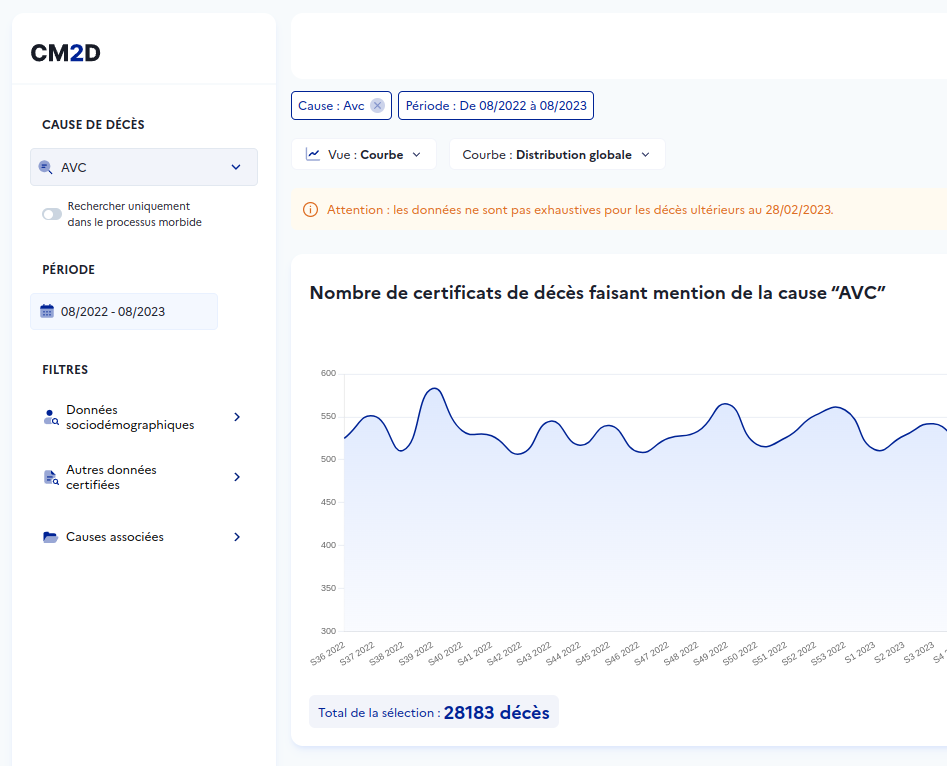 CM2D
CAUSE DE DÉCÈS
AVC
Rechercher uniquement
dans le processus morbide
PÉRIODE
08/2022 - 08/2023
FILTRES
Données
sociodémographiques
Autres données
certifiées
Causes associées
Cause : Avc
Période : De 08/2022 à 08/2023
Vue : Courbe
Courbe : Distribution globale
Attention : les données ne sont pas exhaustives pour les décès ultérieurs au 28/02/2023.
Nombre de certificats de décès faisant mention de la cause “AVC”
600
550
500
450
400
350
300
S36 2022
S37 2022
S38 2022
S39 2022
S40 2022
S41 2022
S42 2022
S43 2022
S44 2022
S45 2022
S46 2022
S47 2022
S48 2022
S49 2022
S50 2022
S51 2022
S52 2022
S53 2022
S1 2023
S2 2023
S3 2023
S4
Total de la sélection : 28183 décès